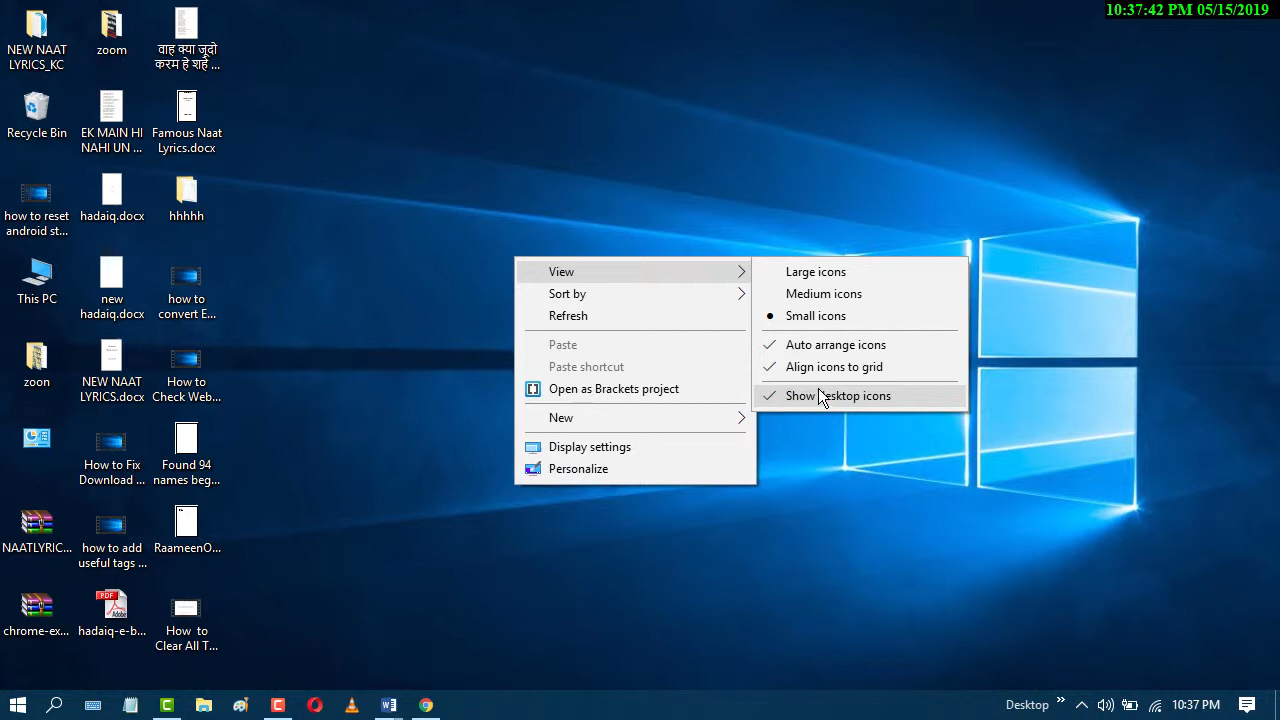 10:37:42 PM 05/15/2019
NEW NAAT
LYRICS_KC
zoom
वाह क्या जूदो
करम हे शहे ...
Recycle Bin
EK MAIN HI
NAHI UN ...
Famous Naat
Lyrics.docx
how to reset
android st...
hadaiq.docx
hhhhh
This PC
new
hadaiq.docx
how to
convert E...
zoon
NEW NAAT
LYRICS.docx
How to
Check Web...
How to Fix
Download ...
Found 94
names beg...
NAATLYRIC...
how to add
useful tags ...
RaameenO...
chrome-ex...
hadaiq-e-b...
How to
Clear All T...
View
Sort by
Refresh
Paste
Paste shortcut
Open as Brackets project
New
Display settings
Personalize
Large icons
Medium icons
Small icons
Auto arrange icons
Align icons to grid
Show desktop icons
Desktop
10:37 PM